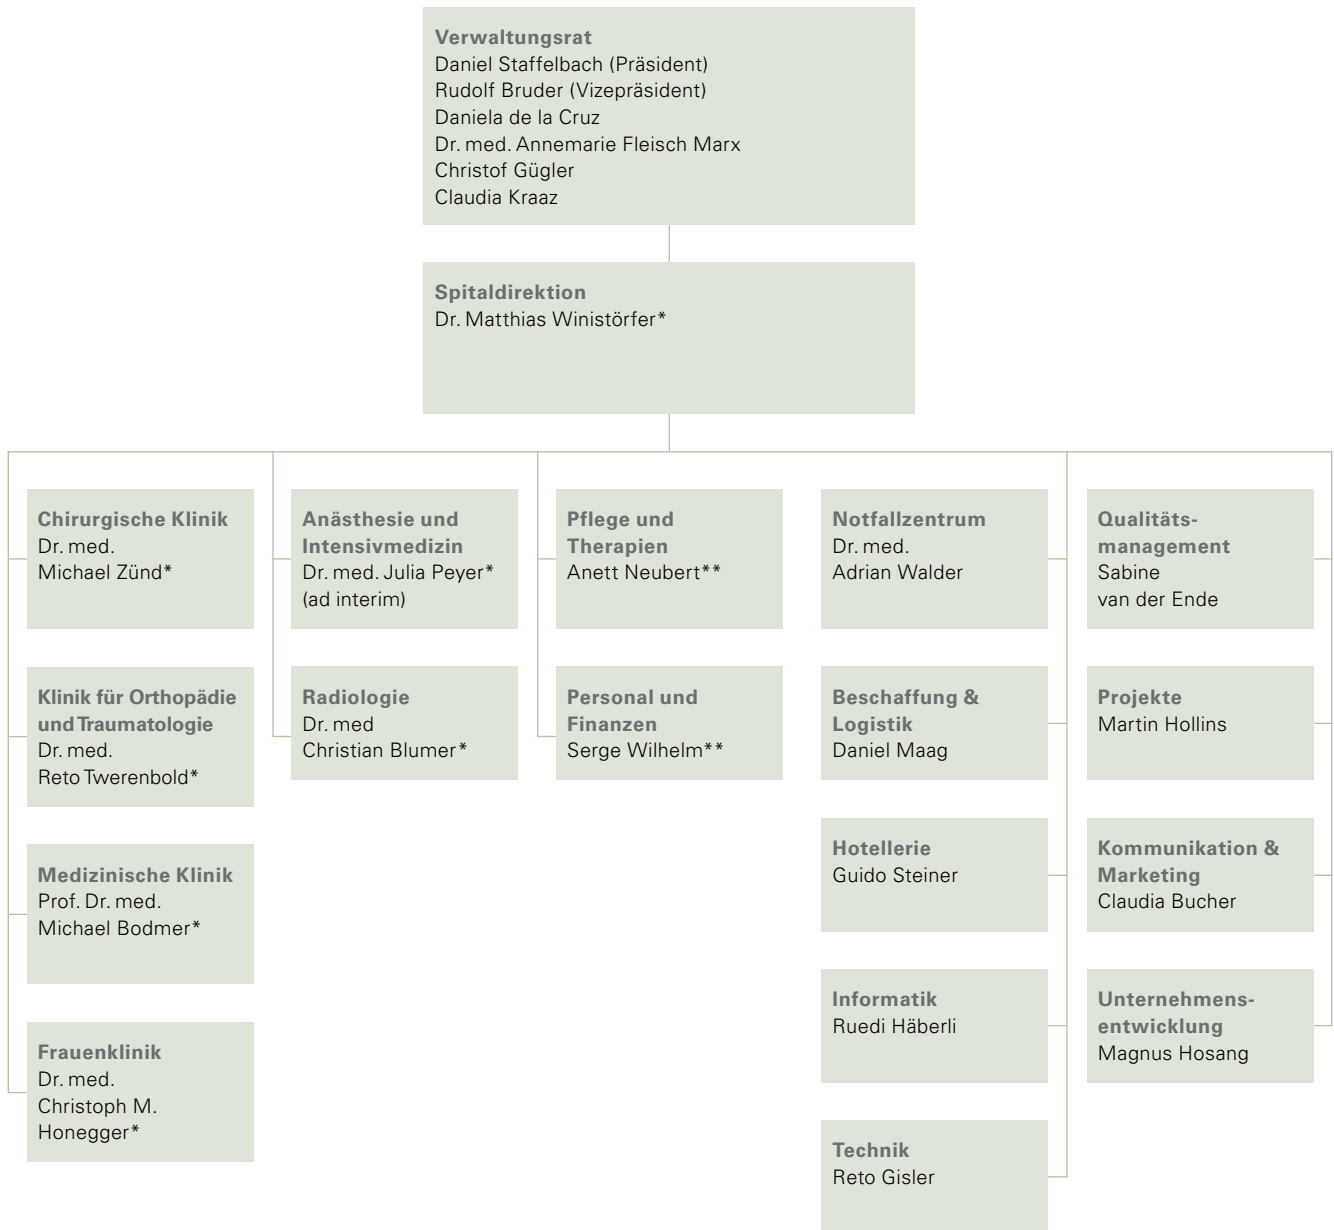 Verwaltungsrat
Daniel Staffelbach (Präsident)
Rudolf Bruder (Vizepräsident)
Daniela de la Cruz
Dr. med. Annemarie Fleisch Marx
Christof Gügler
Claudia Kraaz
Spitaldirektion
Dr. Matthias Winistörfer*
Chirurgische Klinik
Dr. med.
Michael Zünd*
Klinik für Orthopädie
und Traumatologie
Dr. med.
Reto Twerenbold*
Medizinische Klinik
Prof. Dr. med.
Michael Bodmer*
Frauenklinik
Dr. med.
Christoph M.
Honegger*
Anästhesie und
Intensivmedizin
Dr. med. Julia Peyer*
(ad interim)
Radiologie
Dr. med
Christian Blumer*
Pflege und
Therapien
Anett Neubert**
Personal und
Finanzen
Serge Wilhelm**
Notfallzentrum
Dr. med.
Adrian Walder
Beschaffung &
Logistik
Daniel Maag
Hotellerie
Guido Steiner
Informatik
Ruedi Häberli
Technik
Reto Gisler
Qualitäts-
management
Sabine
van der Ende
Projekte
Martin Hollins
Kommunikation &
Marketing
Claudia Bucher
Unternehmens-
entwicklung
Magnus Hosang